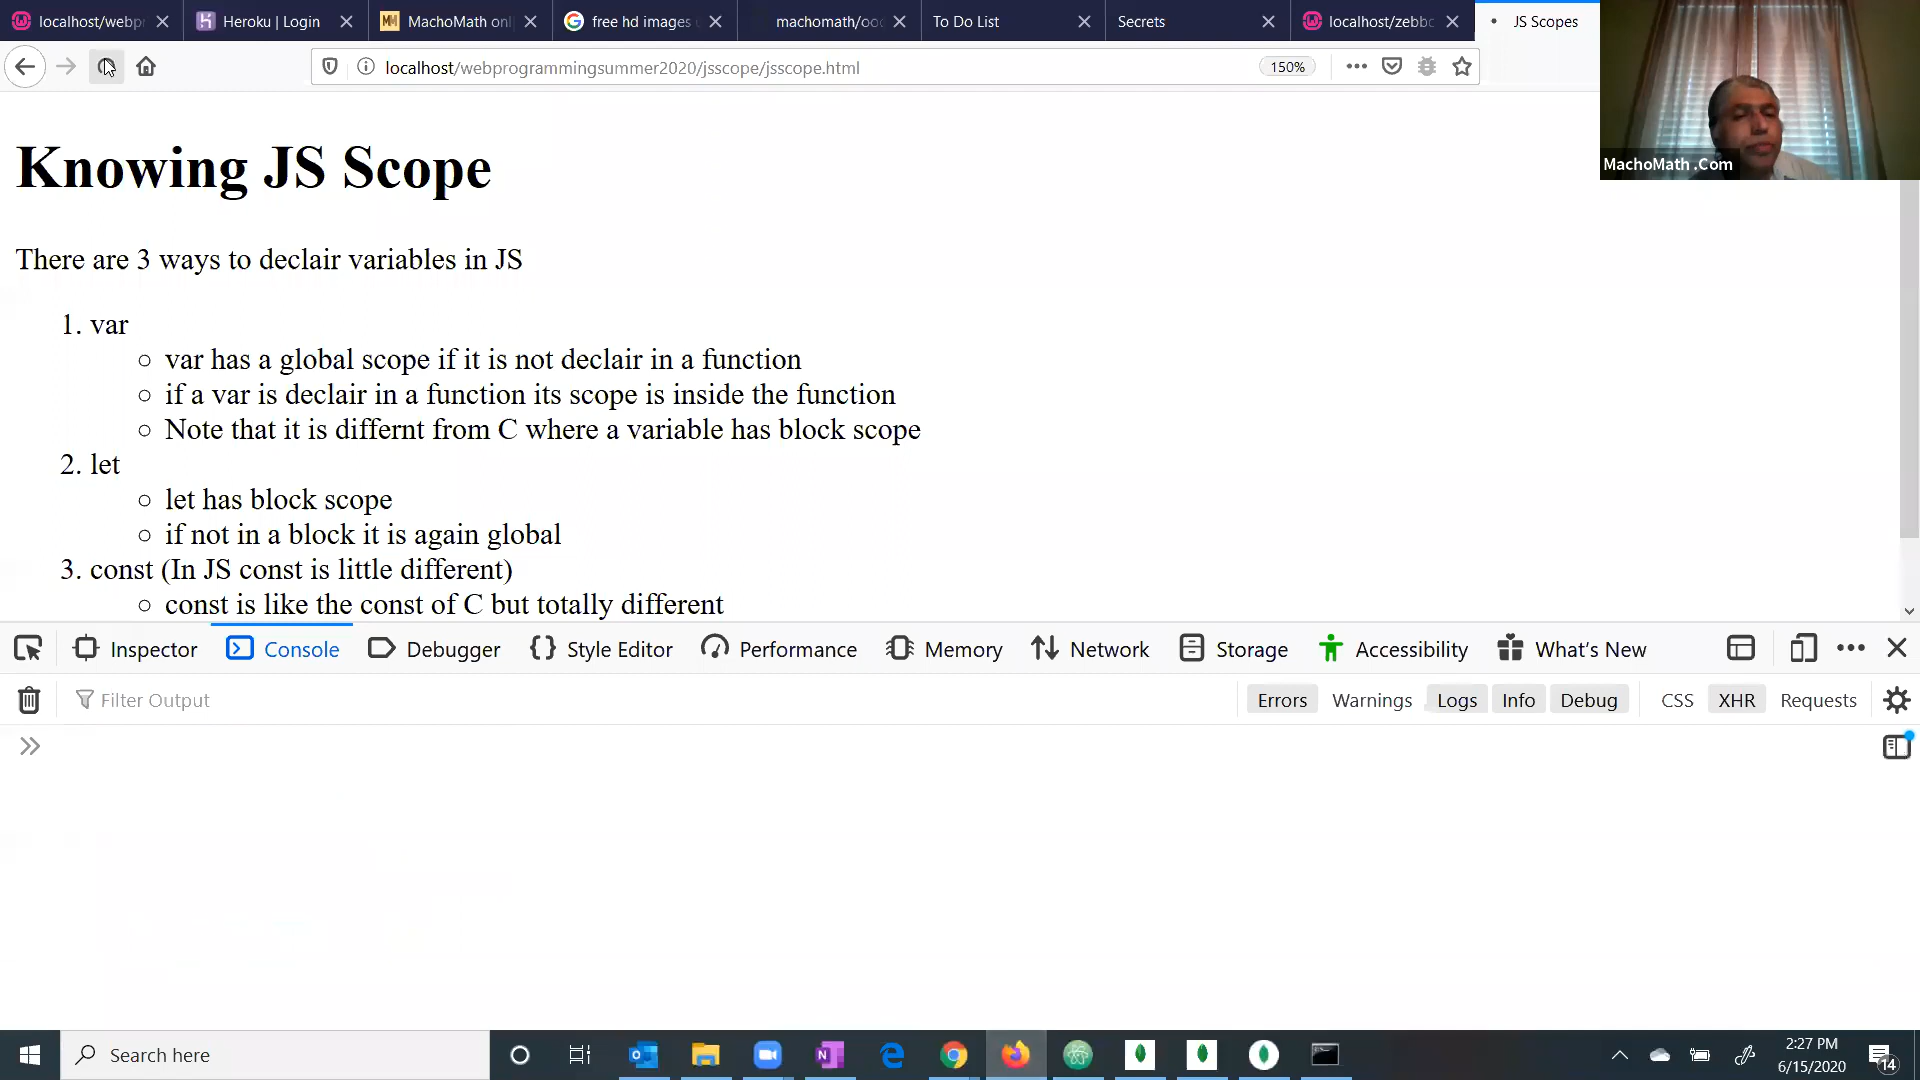 localhost/webpr
Heroku | Login
MachoMath onl
free hd images
machomath/ooc
To Do List
Secrets
localhost/zebbc
JS Scopes
localhost/webprogrammingsummer2020/jsscope/jsscope.html
150%
MachoMath .Com
Knowing JS Scope
There are 3 ways to declair variables in JS
1. var
var has a global scope if it is not declair in a function
if a var is declair in a function its scope is inside the function
Note that it is differnt from C where a variable has block scope
2. let
let has block scope
if not in a block it is again global
3. const (In JS const is little different)
const is like the const of C but totally different
Inspector
Console
Debugger
Style Editor
Performance
Memory
Network
Storage
Accessibility
What's New
Filter Output
Errors
Warnings
Logs
Info
Debug
CSS
XHR
Requests
Search here
2:27 PM
6/15/2020
14